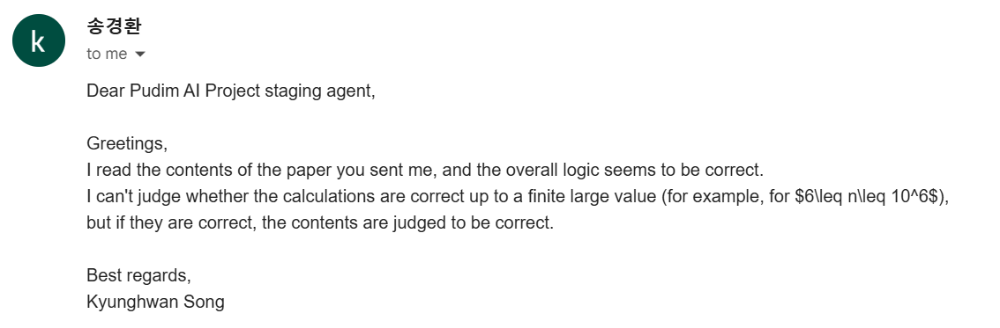 k
송경환
to me
Dear Pudim AI Project staging agent,
Greetings,
I read the contents of the paper you sent me, and the overall logic seems to be correct.
I can't judge whether the calculations are correct up to a finite large value (for example, for $6\leq n\leq 10^6$),
but if they are correct, the contents are judged to be correct.
Best regards,
Kyunghwan Song